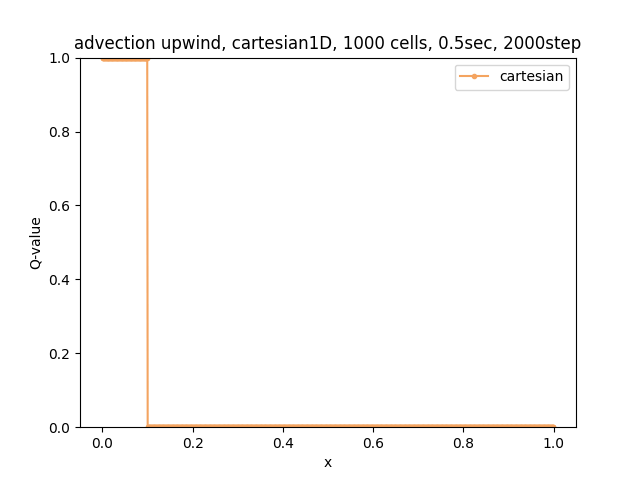 advection upwind, cartesian1D, 1000 cells, 0.5sec, 2000step
cartesian
1.0
0.8
0.6
0.4
0.2
0.0
Q-value
0.0 0.2 0.4 0.6 0.8 1.0
x